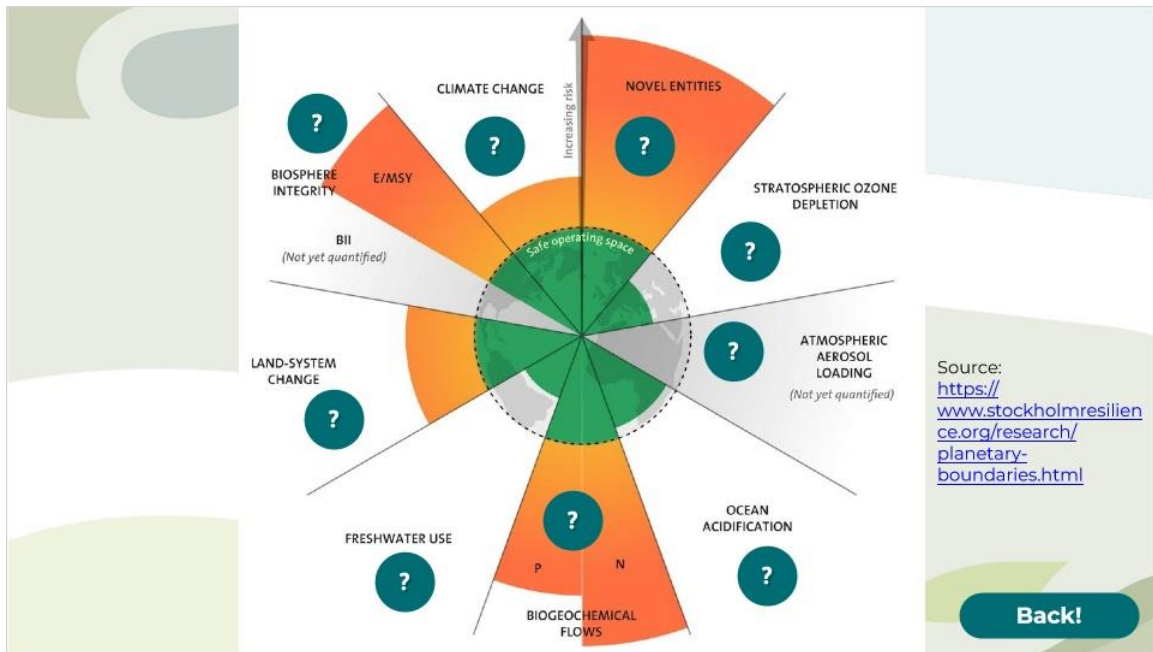 CLIMATE CHANGE
?
Increasing risk
NOVEL ENTITIES
?
?
BIOSPHERE
INTEGRITY
E/MSY
BII
(Not yet quantified)
Safe operating space
STRATOSPHERIC OZONE
DEPLETION
?
?
ATMOSPHERIC
AEROSOL
LOADING
(Not yet quantified)
LAND-SYSTEM
CHANGE
?
FRESHWATER USE
?
?
P
N
BIOGEOCHEMICAL
FLOWS
OCEAN
ACIDIFICATION
?
Source:
https://
www.stockholmresilien
ce.org/research/
planetary-
boundaries.html
Back!